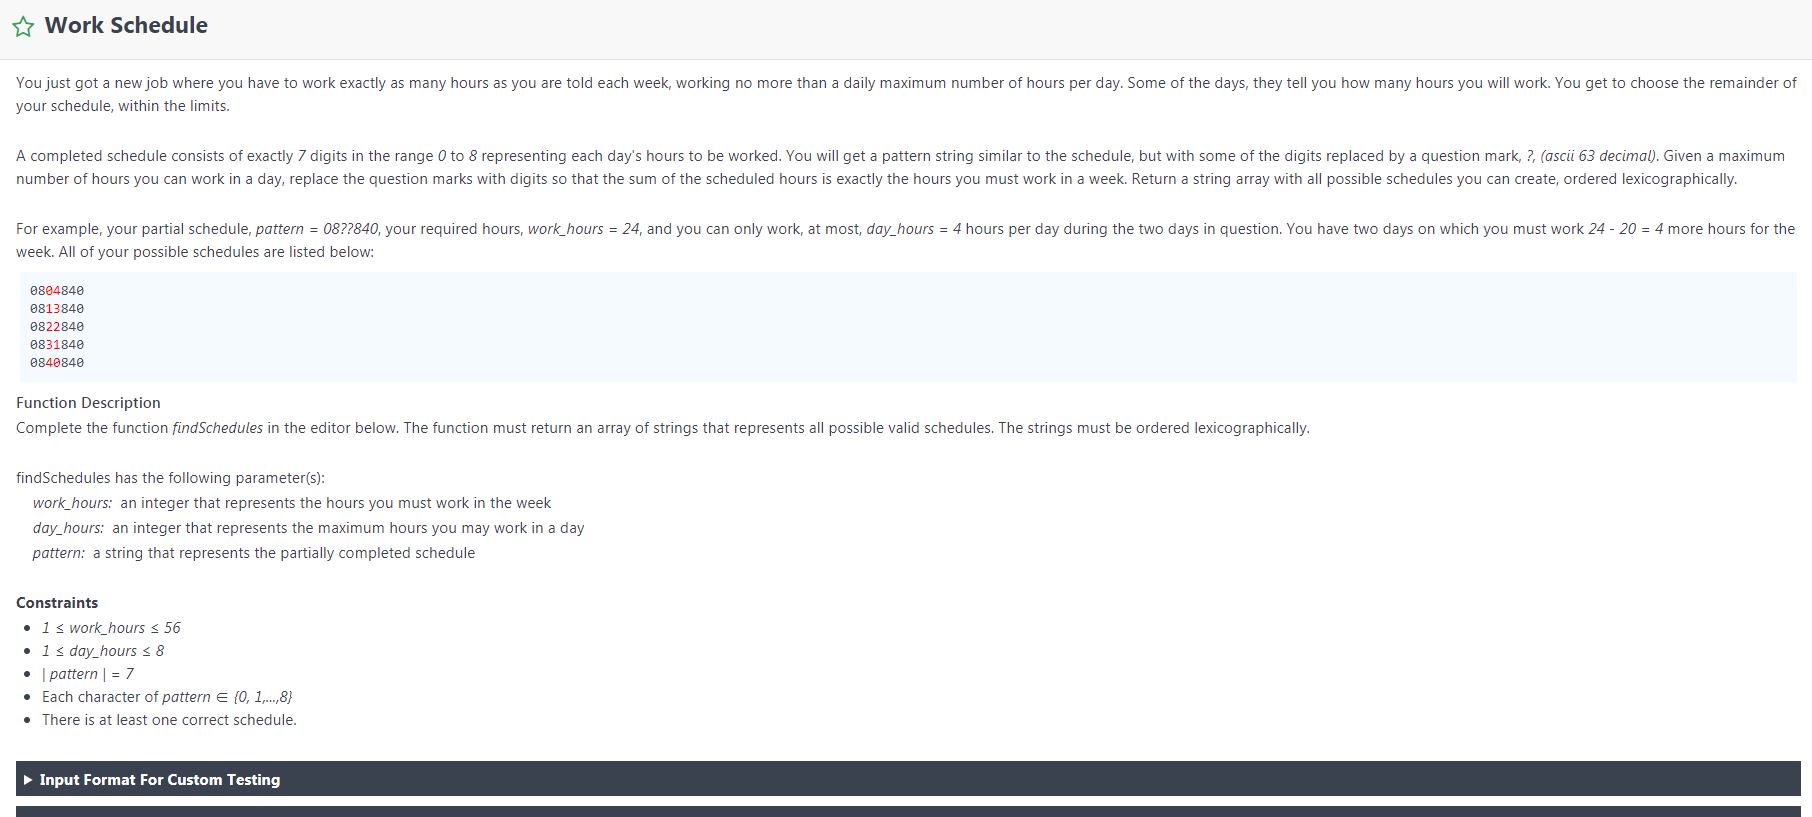 Work Schedule
You just got a new job where you have to work exactly as many hours as you are told each week, working no more than a daily maximum number of hours per day. Some of the days, they tell you how many hours you will work. You get to choose the remainder of
your schedule, within the limits.
A completed schedule consists of exactly 7 digits in the range 0 to 8 representing each day's hours to be worked. You will get a pattern string similar to the schedule, but with some of the digits replaced by a question mark, ?, (ascii 63 decimal). Given a maximum
number of hours you can work in a day, replace the question marks with digits so that the sum of the scheduled hours is exactly the hours you must work in a week. Return a string array with all possible schedules you can create, ordered lexicographically.
For example, your partial schedule, pattern = 08??840, your required hours, work_hours = 24, and you can only work, at most, day_hours = 4 hours per day during the two days in question. You have two days on which you must work 24 - 20 = 4 more hours for the
week. All of your possible schedules are listed below:
0804840
0813840
0822840
0831840
0840840
Function Description
Complete the function findSchedules in the editor below. The function must return an array of strings that represents all possible valid schedules. The strings must be ordered lexicographically.
findSchedules has the following parameter(s):
work_hours: an integer that represents the hours you must work in the week
day_hours: an integer that represents the maximum hours you may work in a day
pattern: a string that represents the partially completed schedule
Constraints
• 1 ≤ work_hours ≤ 56
• 1 ≤ day_hours ≤ 8
• | pattern | = 7
• Each character of pattern ∈ {0, 1,...,8}
• There is at least one correct schedule.
Input Format For Custom Testing